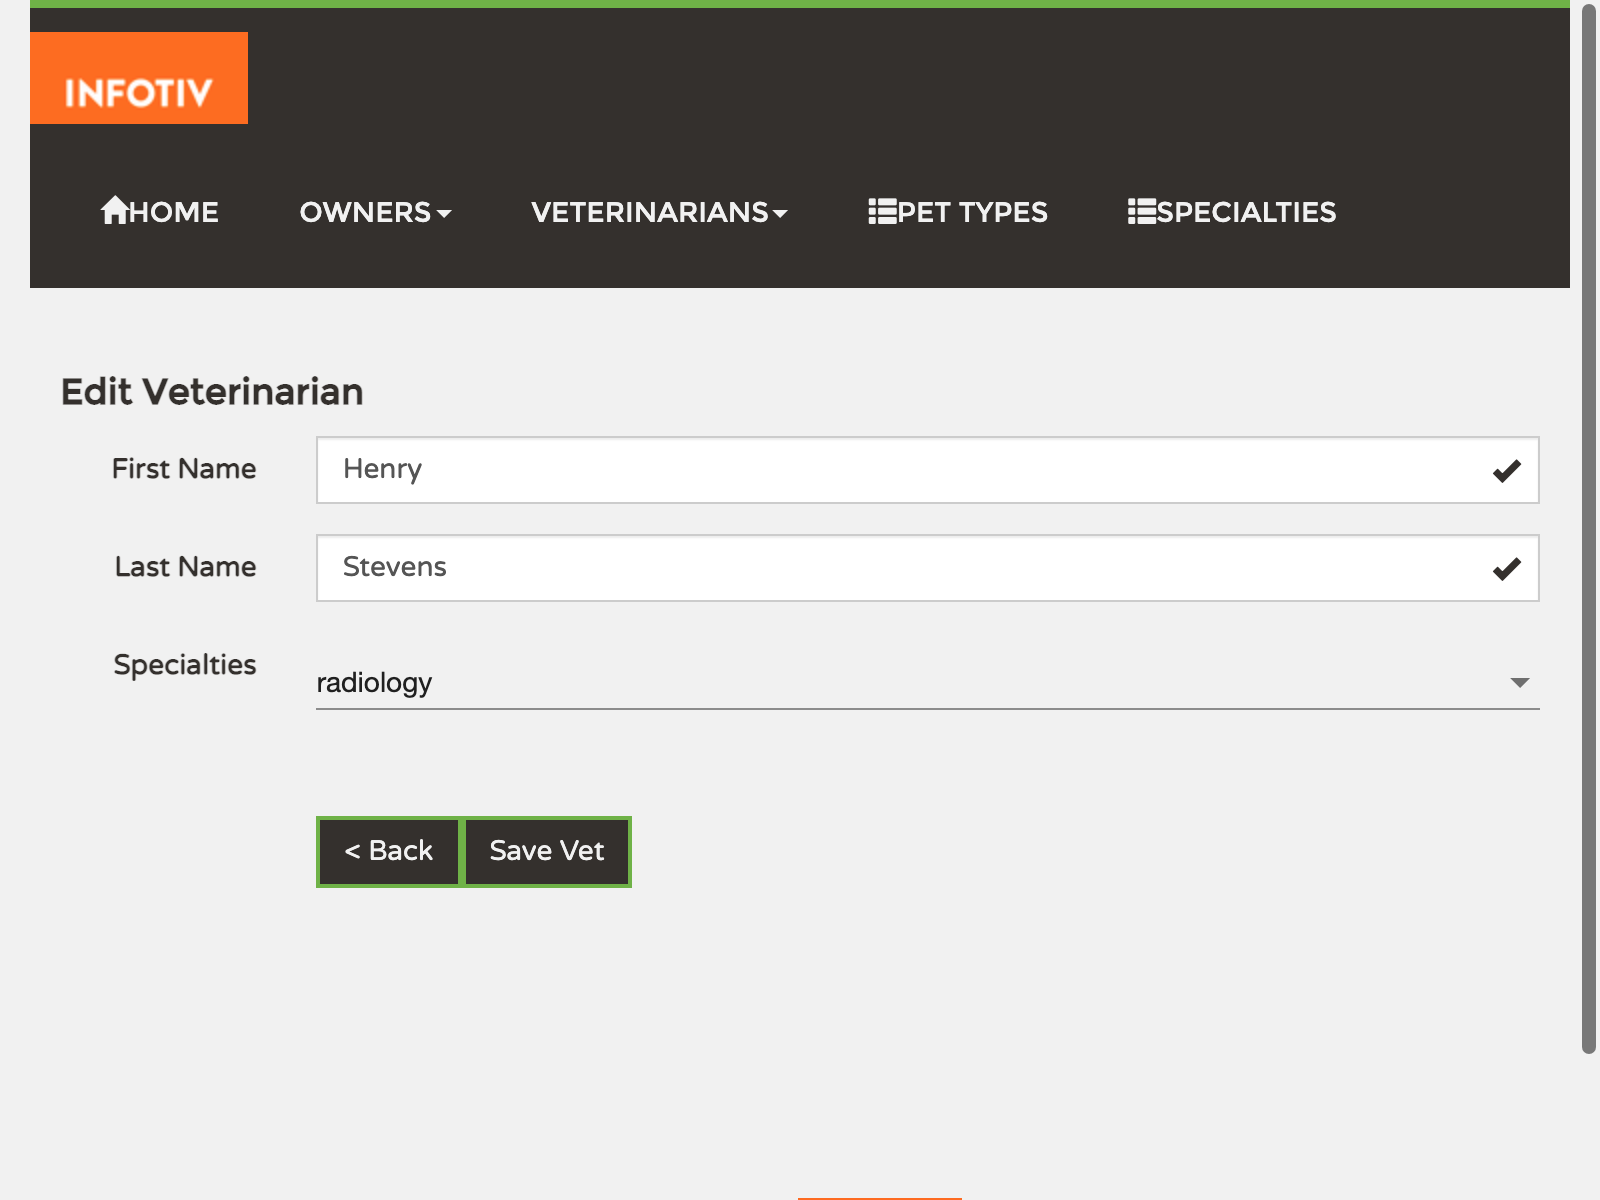 INFOTIV
HOME OWNERS VETERINARIANS PET TYPES SPECIALTIES
Edit Veterinarian
First Name Henry
Last Name Stevens
Specialties radiology
< Back Save Vet